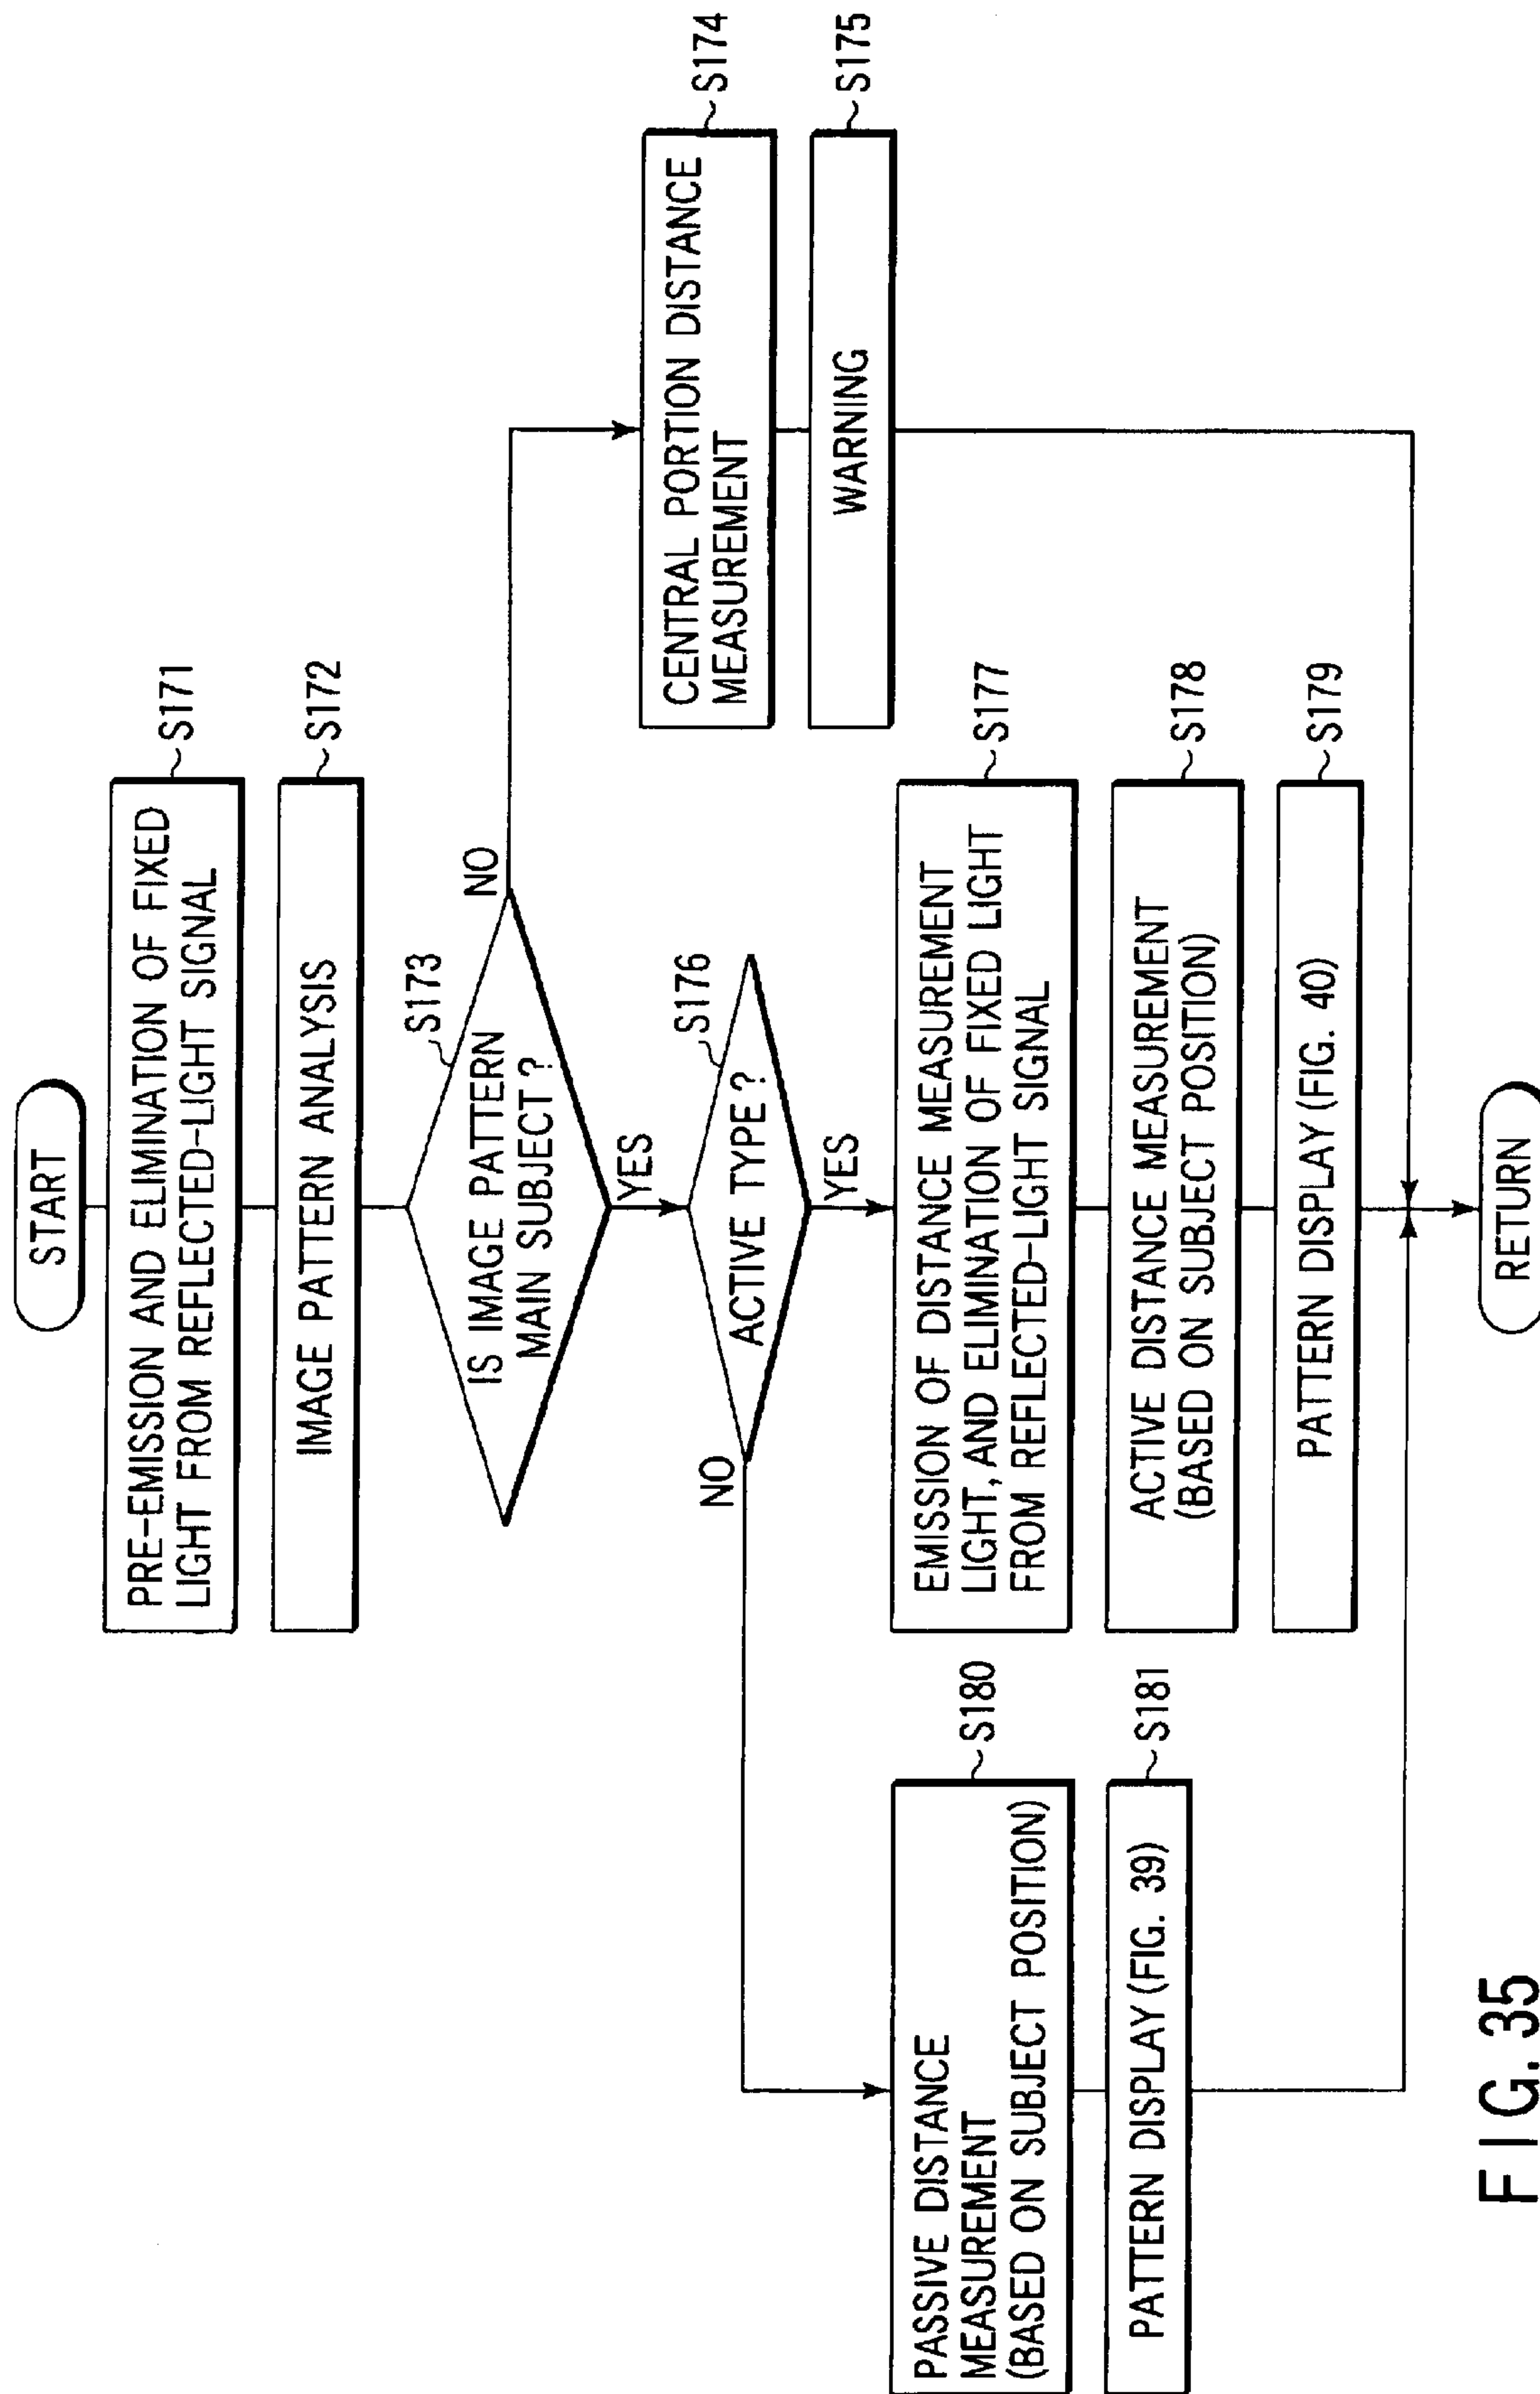 START
PRE-EMISSION AND ELIMINATION OF FIXED
LIGHT FROM REFLECTED-LIGHT SIGNAL
S171
IMAGE PATTERN ANALYSIS
S172
S173
IS IMAGE PATTERN
MAIN SUBJECT?
NO
YES
CENTRAL PORTION DISTANCE
MEASUREMENT
S174
WARNING
S175
S176
ACTIVE TYPE?
NO
YES
EMISSION OF DISTANCE MEASUREMENT
LIGHT, AND ELIMINATION OF FIXED LIGHT
FROM REFLECTED-LIGHT SIGNAL
S177
ACTIVE DISTANCE MEASUREMENT
(BASED ON SUBJECT POSITION)
S178
PATTERN DISPLAY (FIG. 40)
S179
PASSIVE DISTANCE
MEASUREMENT
(BASED ON SUBJECT POSITION)
S180
PATTERN DISPLAY (FIG. 39)
S181
RETURN
FIG. 35